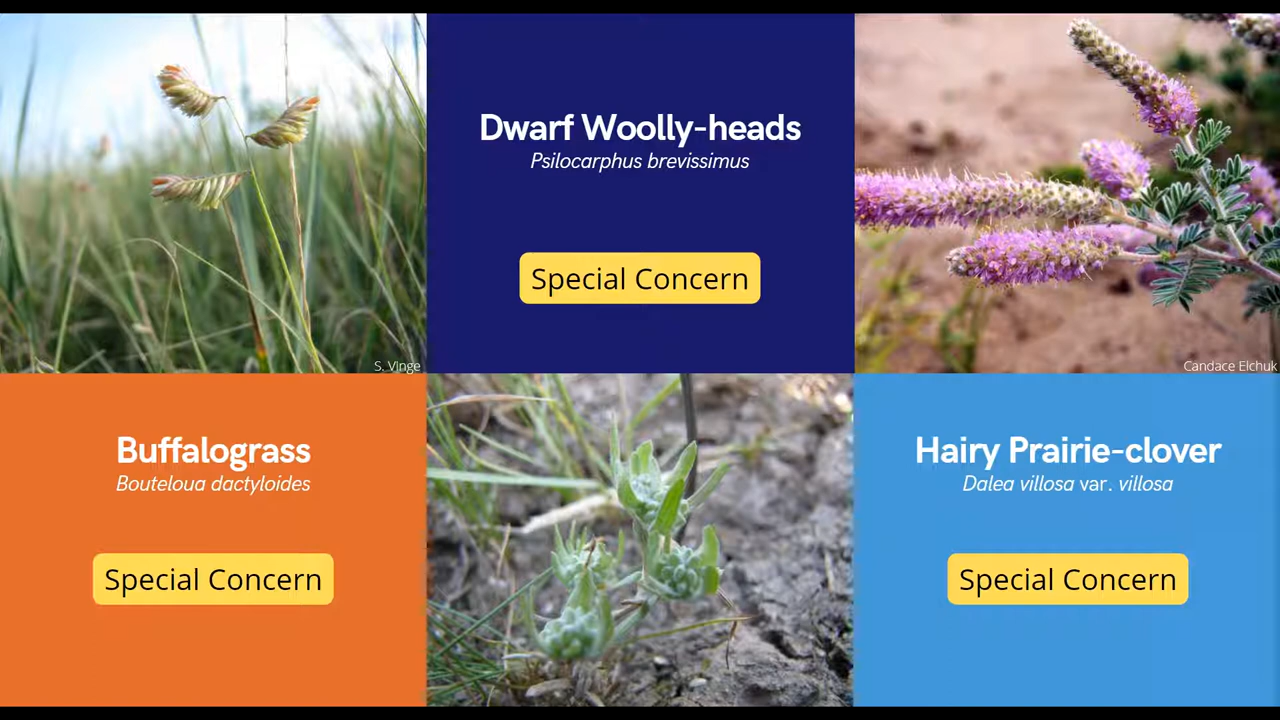 Dwarf Woolly-heads
Psilocarphus brevissimus
Special Concern
S. Vinge
Candace Elchuk
Buffalograss
Bouteloua dactyloides
Special Concern
Hairy Prairie-clover
Dalea villosa var. villosa
Special Concern